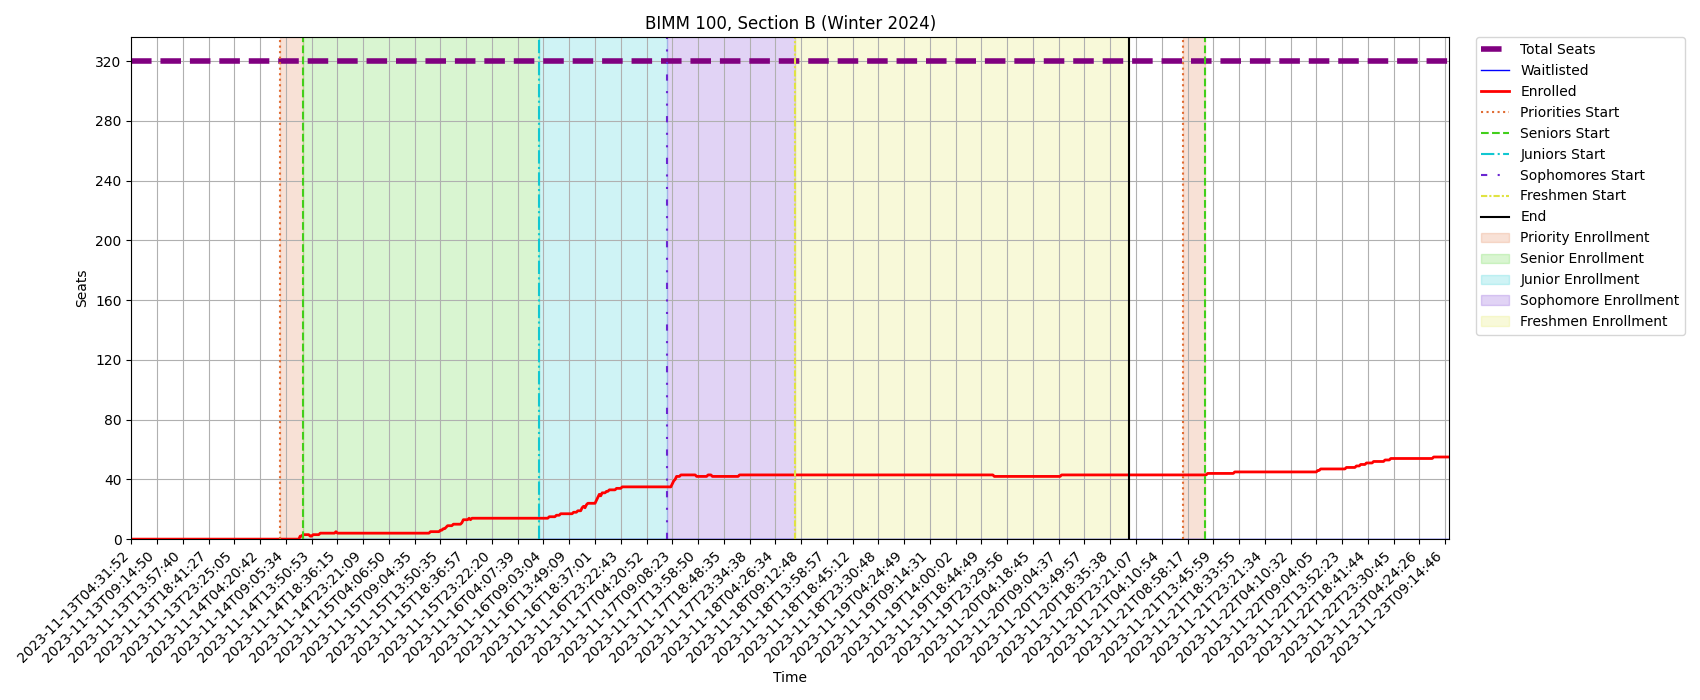 BIMM 100, Section B (Winter 2024)
Seats
320
280
240
200
160
120
80
40
0
2023-11-13T04:31:52
2023-11-13T09:14:50
2023-11-13T13:57:40
2023-11-13T18:41:27
2023-11-13T23:25:05
2023-11-14T04:20:42
2023-11-14T09:05:34
2023-11-14T13:50:53
2023-11-14T18:36:15
2023-11-14T23:21:09
2023-11-15T04:06:50
2023-11-15T09:04:35
2023-11-15T13:50:35
2023-11-15T18:36:57
2023-11-15T23:22:20
2023-11-16T04:07:39
2023-11-16T09:03:04
2023-11-16T13:49:09
2023-11-16T18:37:01
2023-11-16T23:22:43
2023-11-17T04:20:52
2023-11-17T09:08:23
2023-11-17T13:58:50
2023-11-17T18:48:35
2023-11-17T23:34:38
2023-11-18T04:26:34
2023-11-18T09:12:48
2023-11-18T13:58:57
2023-11-18T18:45:12
2023-11-18T23:30:48
2023-11-19T04:24:49
2023-11-19T09:14:31
2023-11-19T14:00:02
2023-11-19T18:44:49
2023-11-19T23:29:56
2023-11-20T04:18:45
2023-11-20T09:04:37
2023-11-20T13:49:57
2023-11-20T18:35:38
2023-11-20T23:21:07
2023-11-21T04:10:54
2023-11-21T08:58:17
2023-11-21T13:45:59
2023-11-21T18:33:55
2023-11-21T23:21:34
2023-11-22T04:10:32
2023-11-22T09:04:05
2023-11-22T13:52:23
2023-11-22T18:41:44
2023-11-22T23:30:45
2023-11-23T04:24:26
2023-11-23T09:14:46
Time
Total Seats
Waitlisted
Enrolled
Priorities Start
Seniors Start
Juniors Start
Sophomores Start
Freshmen Start
End
Priority Enrollment
Senior Enrollment
Junior Enrollment
Sophomore Enrollment
Freshmen Enrollment